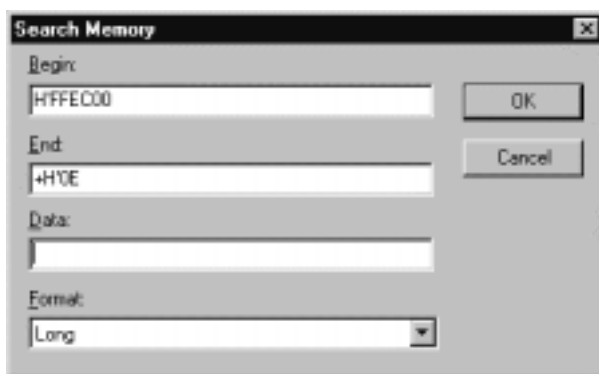 Search Memory
Begin:
H'FFEC00
OK
End:
Cancel
+H'0E
Data:
Format:
Long